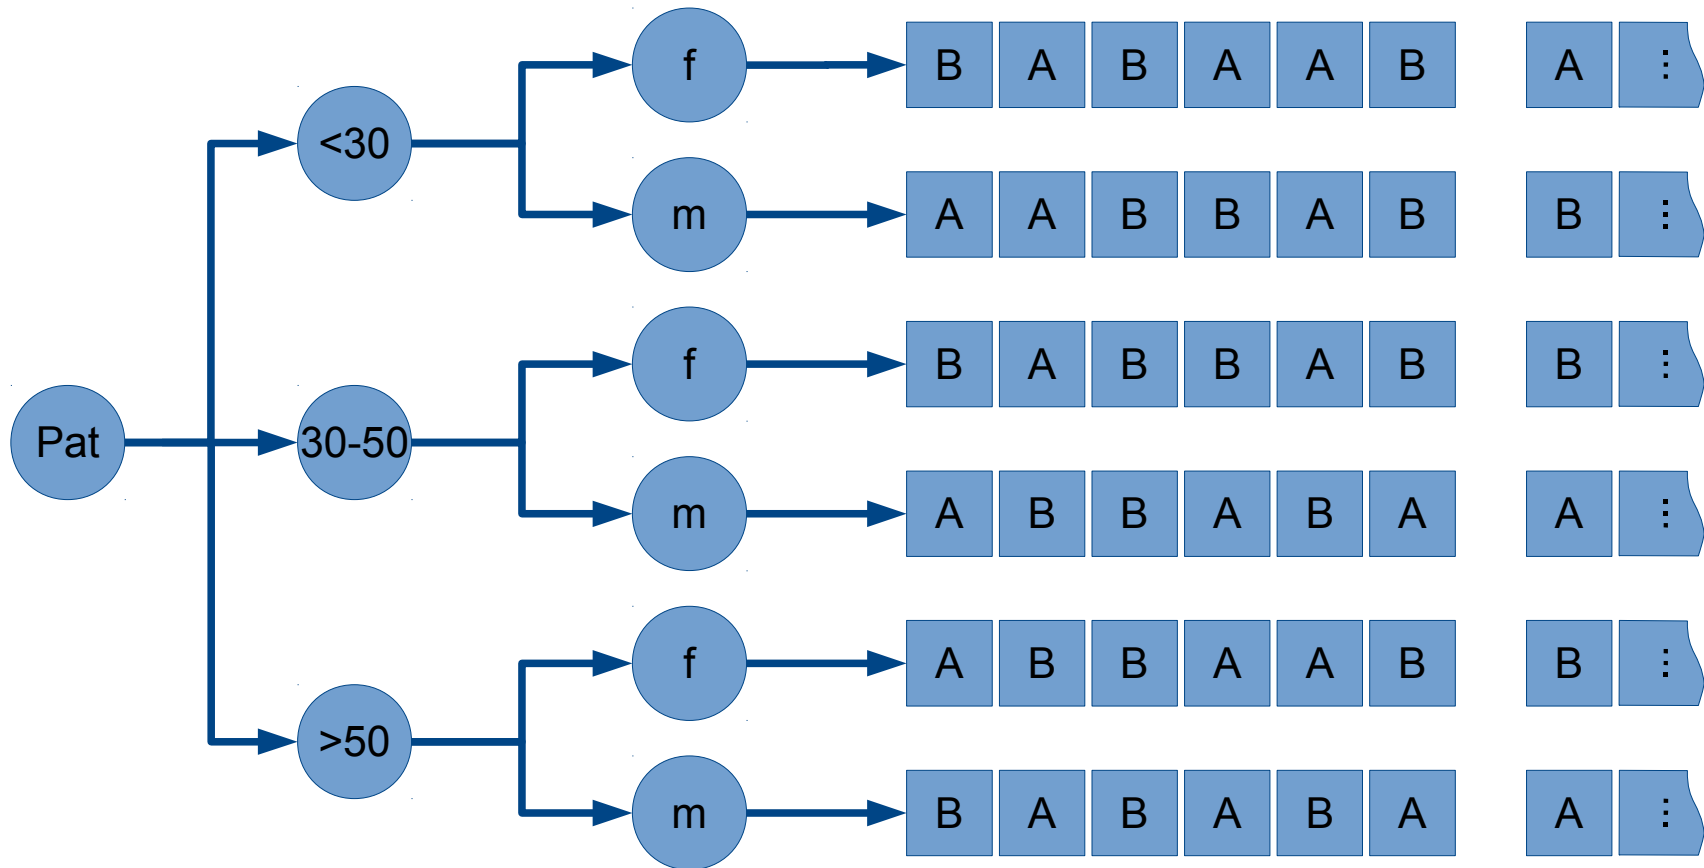 f B A B A A B A ...
<30
m A A B B A B B ...
f B A B B A B B ...
Pat 30-50
m A B B A B A A ...
f A B B A A B B ...
>50
m B A B A B A A ...